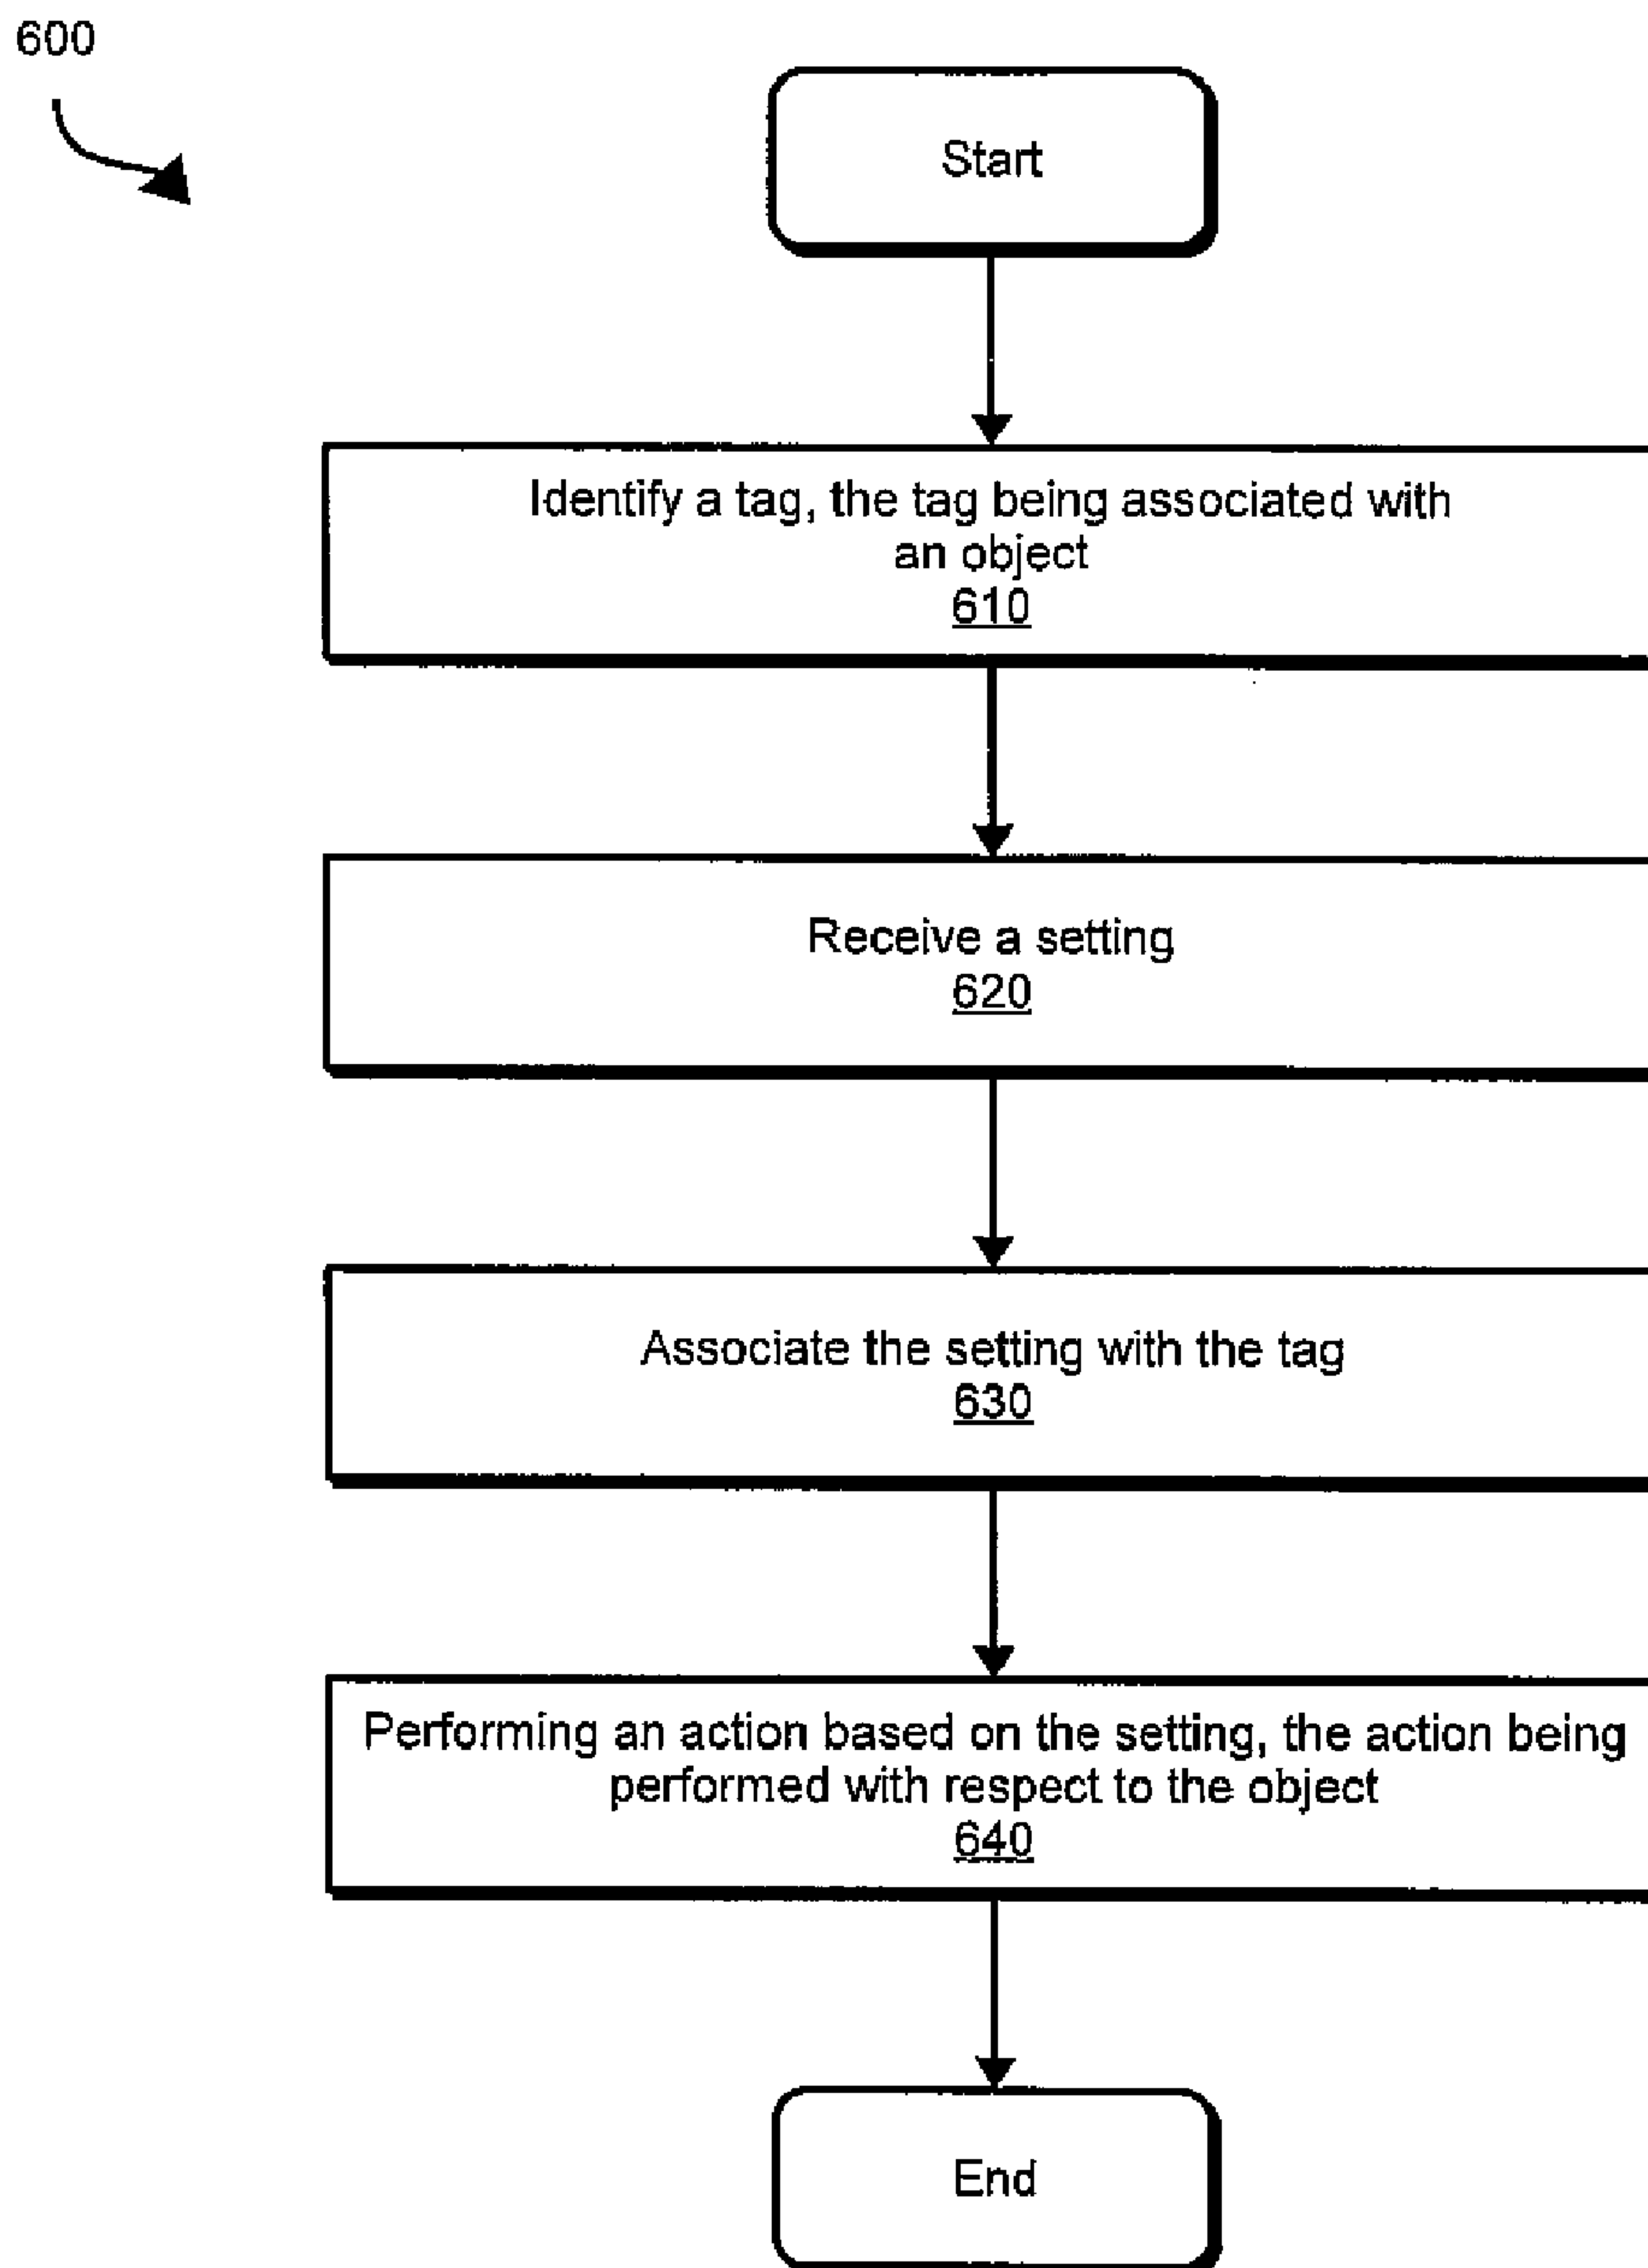 600
Start
Identify a tag, the tag being associated with
an object
610
Receive a setting
620
Associate the setting with the tag
630
Performing an action based on the setting, the action being
performed with respect to the object
640
End